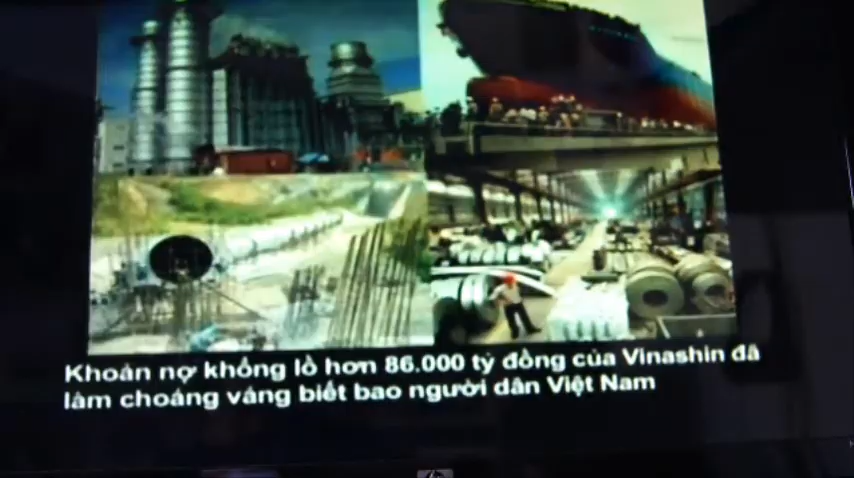 Khoản nợ khổng lồ hơn 86.000 tỷ đồng của Vinashin đã
làm choáng váng biết bao người dân Việt Nam